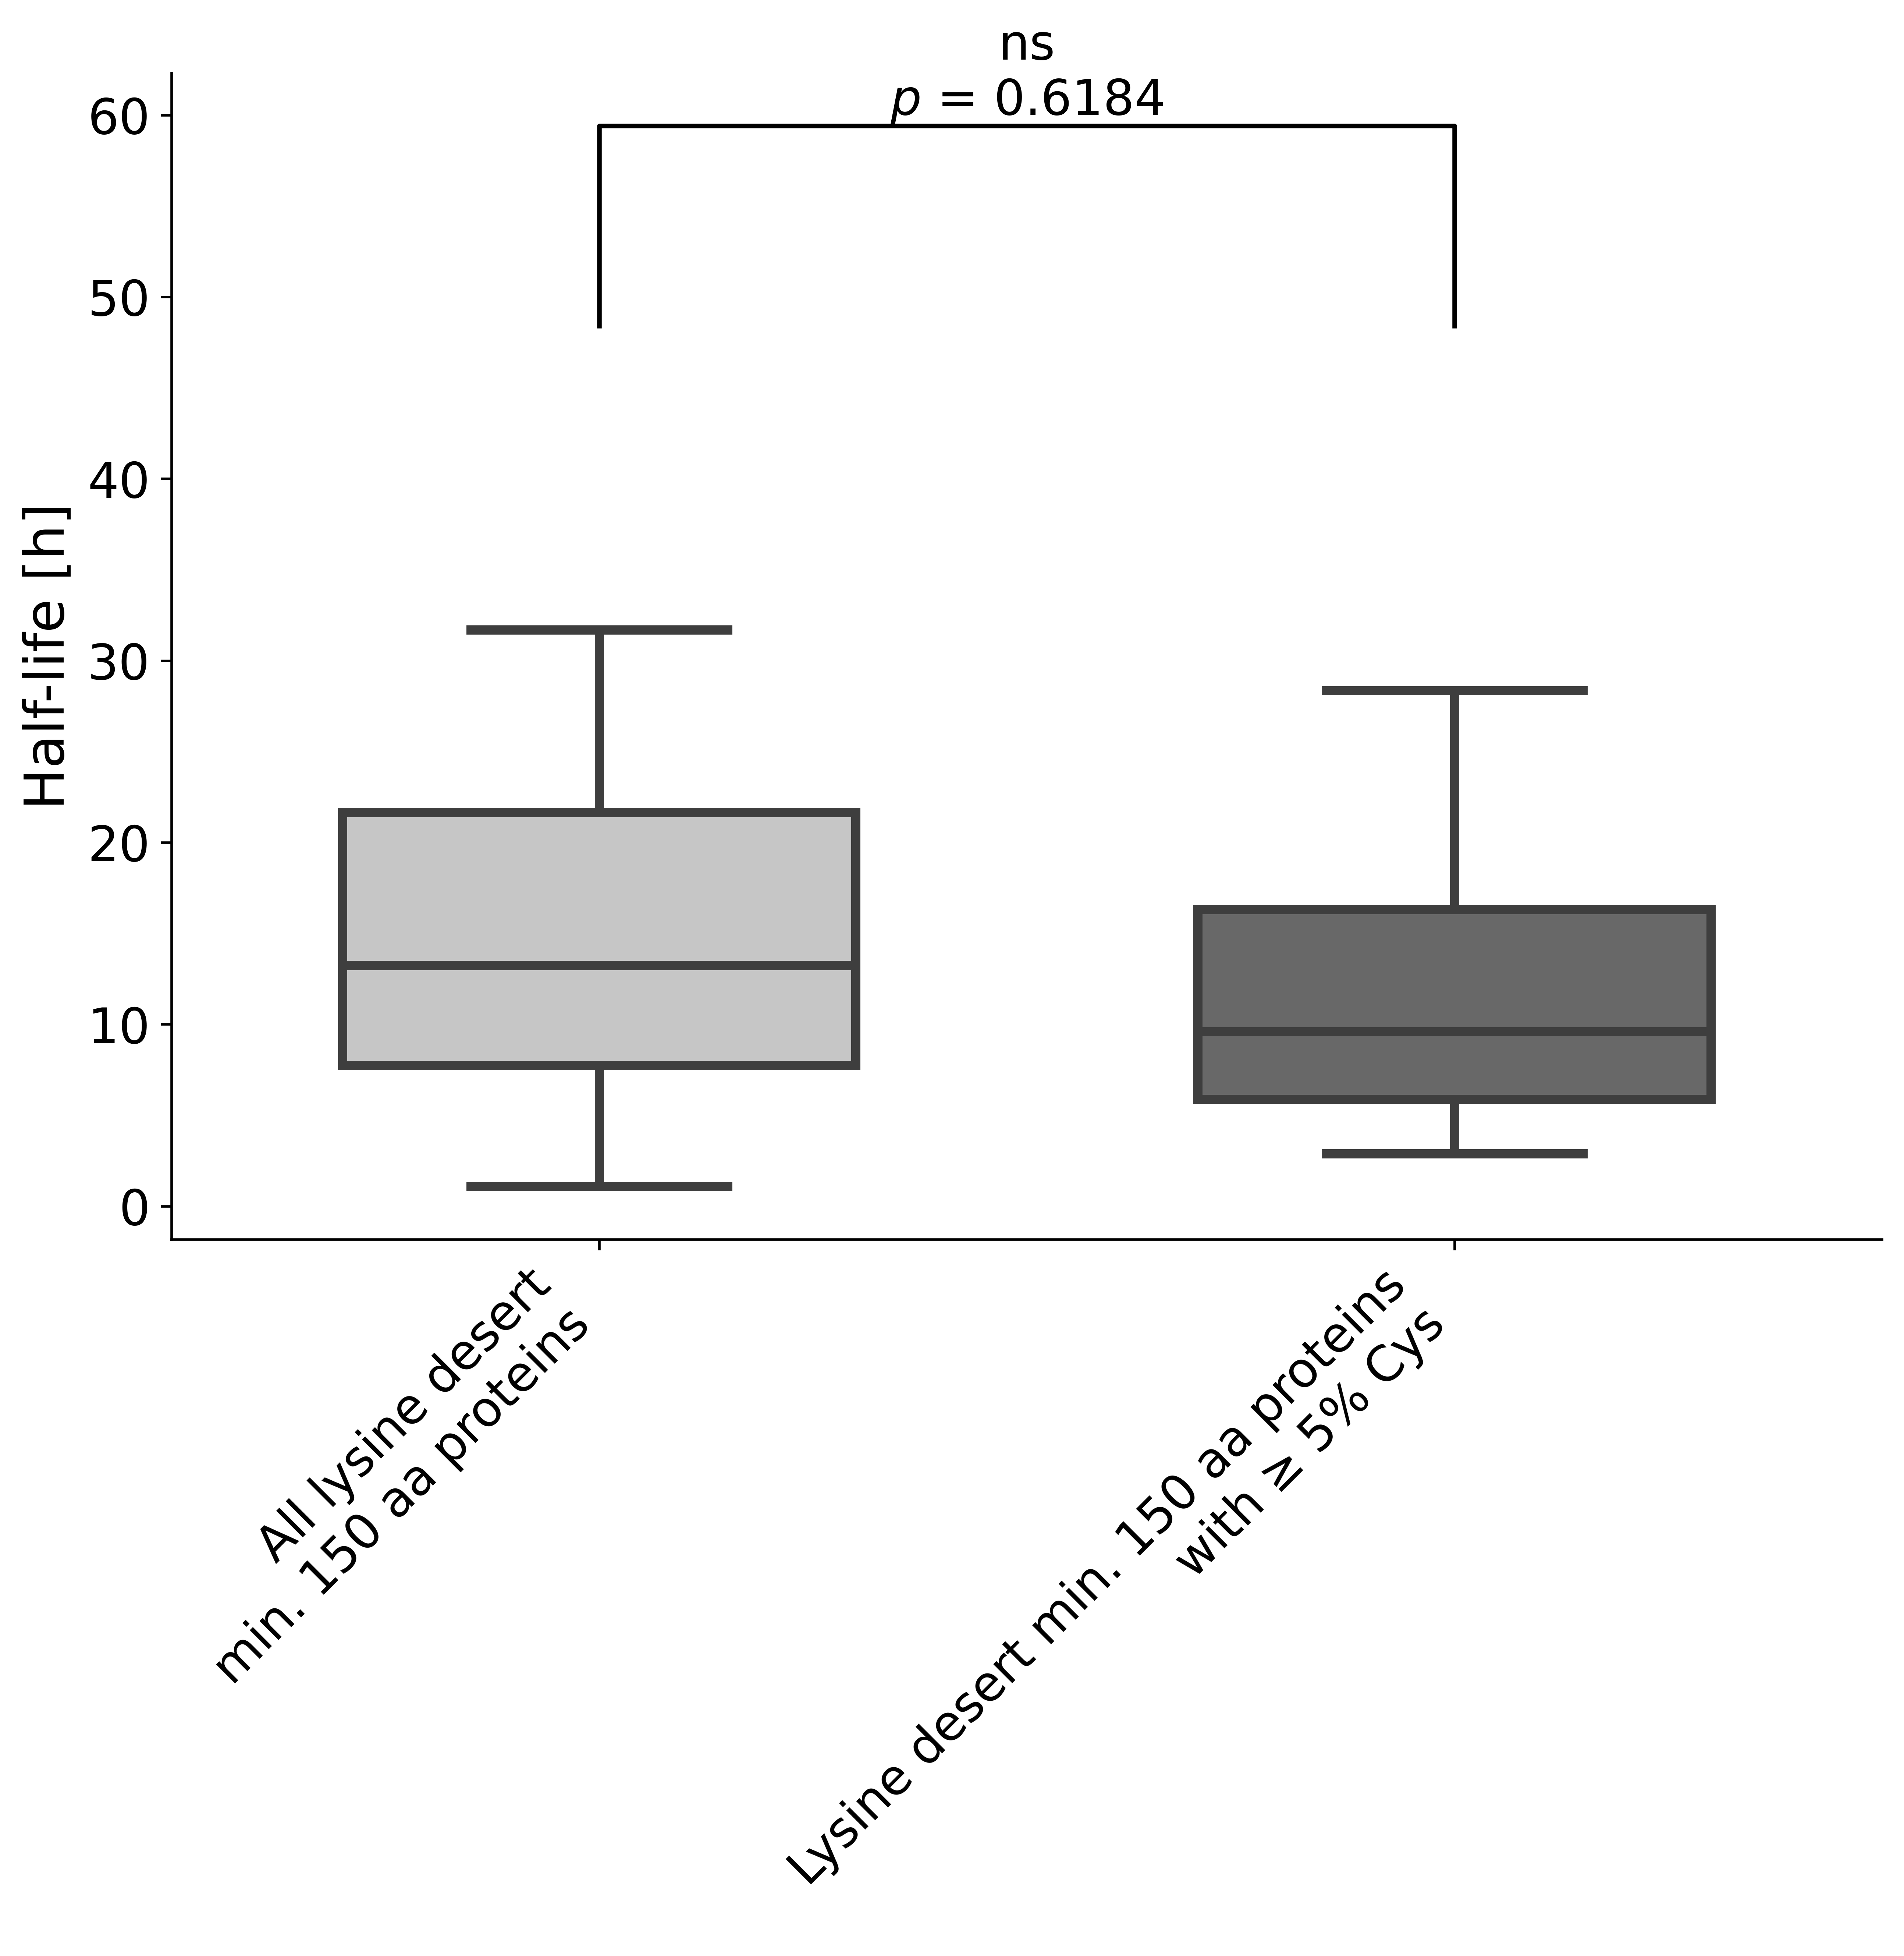 ns
p = 0.6184
60
50
40
30
20
10
0
Half-life [h]
All lysine desert
min. 150 aa proteins
Lysine desert min. 150 aa proteins
with ≥ 5% Cys